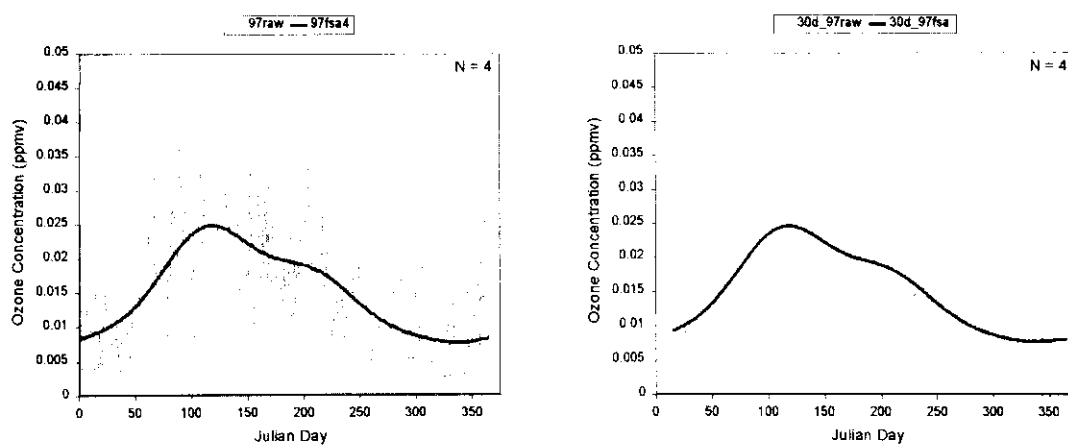 97raw 97fsa4
N = 4
0.05
0.045
0.04
0.035
0.03
0.025
0.02
0.015
0.01
0.005
0
Ozone Concentration (ppmv)
0 50 100 150 200 250 300 350
Julian Day
30d_97raw 30d_97fsa
N = 4
0.05
0.045
0.04
0.035
0.03
0.025
0.02
0.015
0.01
0.005
0
Ozone Concentration (ppmv)
0 50 100 150 200 250 300 350
Julian Day